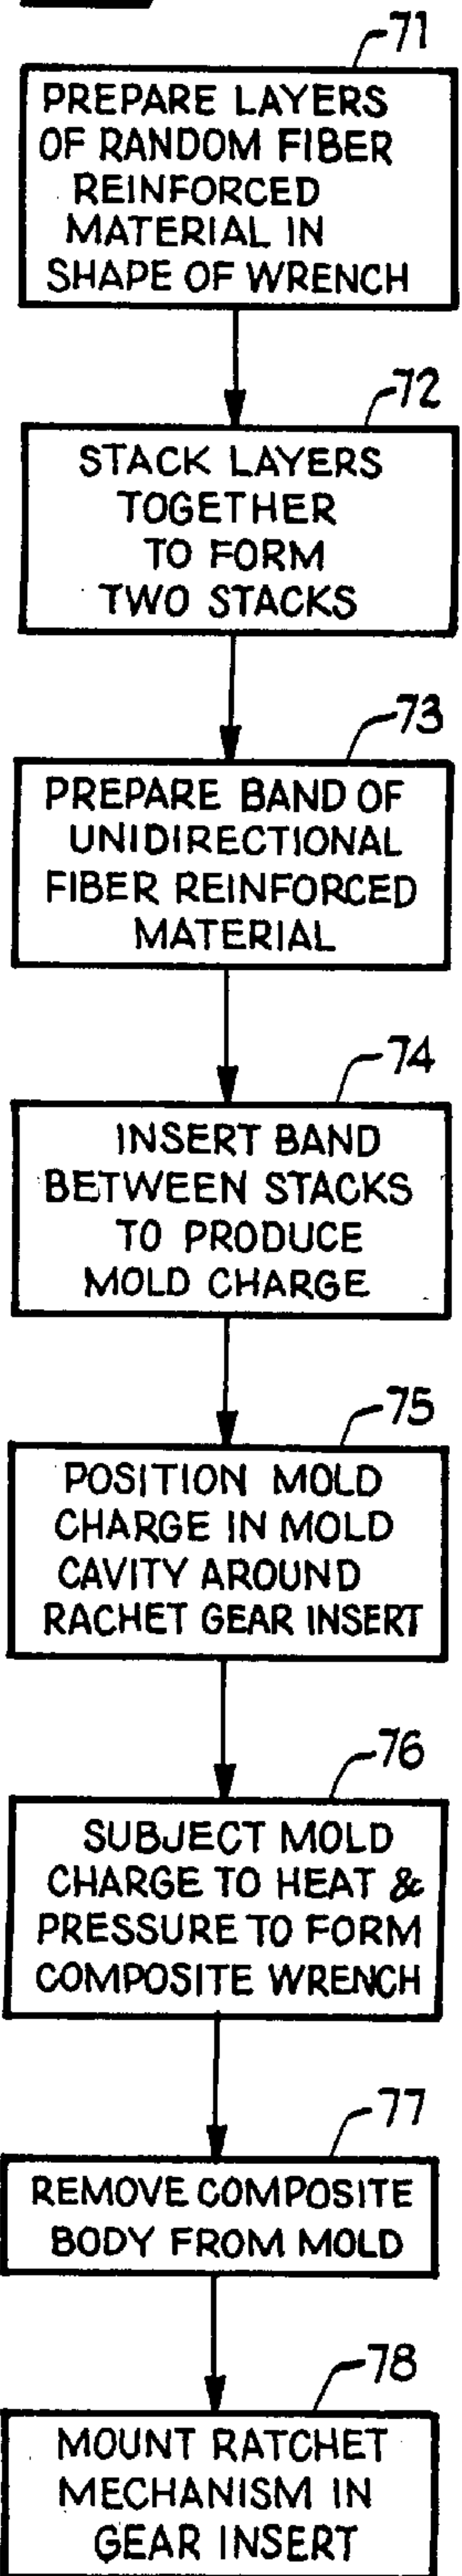 71
PREPARE LAYERS
OF RANDOM FIBER
REINFORCED
MATERIAL IN
SHAPE OF WRENCH
72
STACK LAYERS
TOGETHER
TO FORM
TWO STACKS
73
PREPARE BAND OF
UNIDIRECTIONAL
FIBER REINFORCED
MATERIAL
74
INSERT BAND
BETWEEN STACKS
TO PRODUCE
MOLD CHARGE
75
POSITION MOLD
CHARGE IN MOLD
CAVITY AROUND
RACHET GEAR INSERT
76
SUBJECT MOLD
CHARGE TO HEAT &
PRESSURE TO FORM
COMPOSITE WRENCH
77
REMOVE COMPOSITE
BODY FROM MOLD
78
MOUNT RATCHET
MECHANISM IN
GEAR INSERT